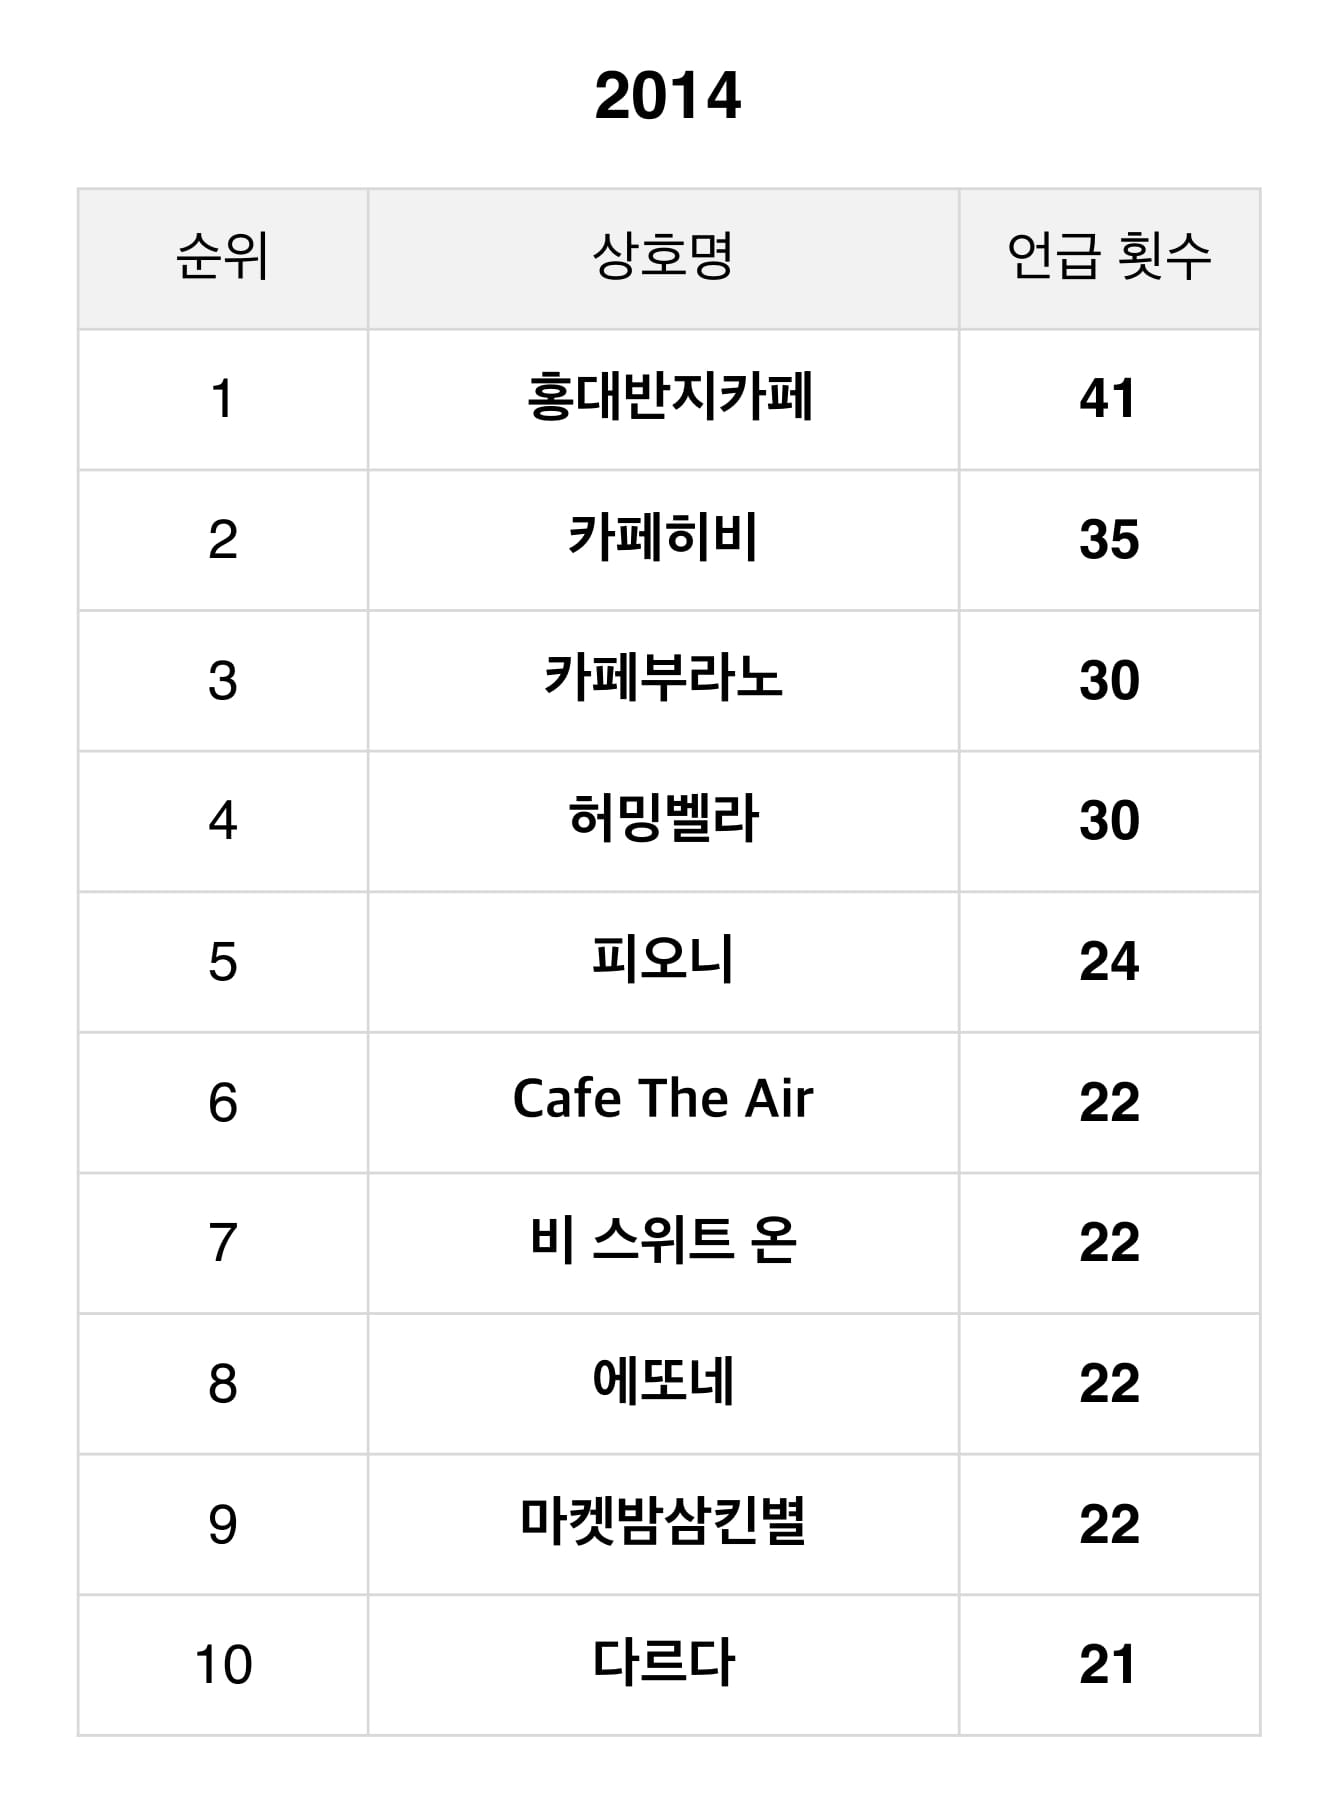 2014
순위 상호명 언급 횟수
1 홍대반지카페 41
2 카페히비 35
3 카페부라노 30
4 허밍벨라 30
5 피오니 24
6 Cafe The Air 22
7 비 스위트 온 22
8 에또네 22
9 마켓밤삼킨별 22
10 다르다 21